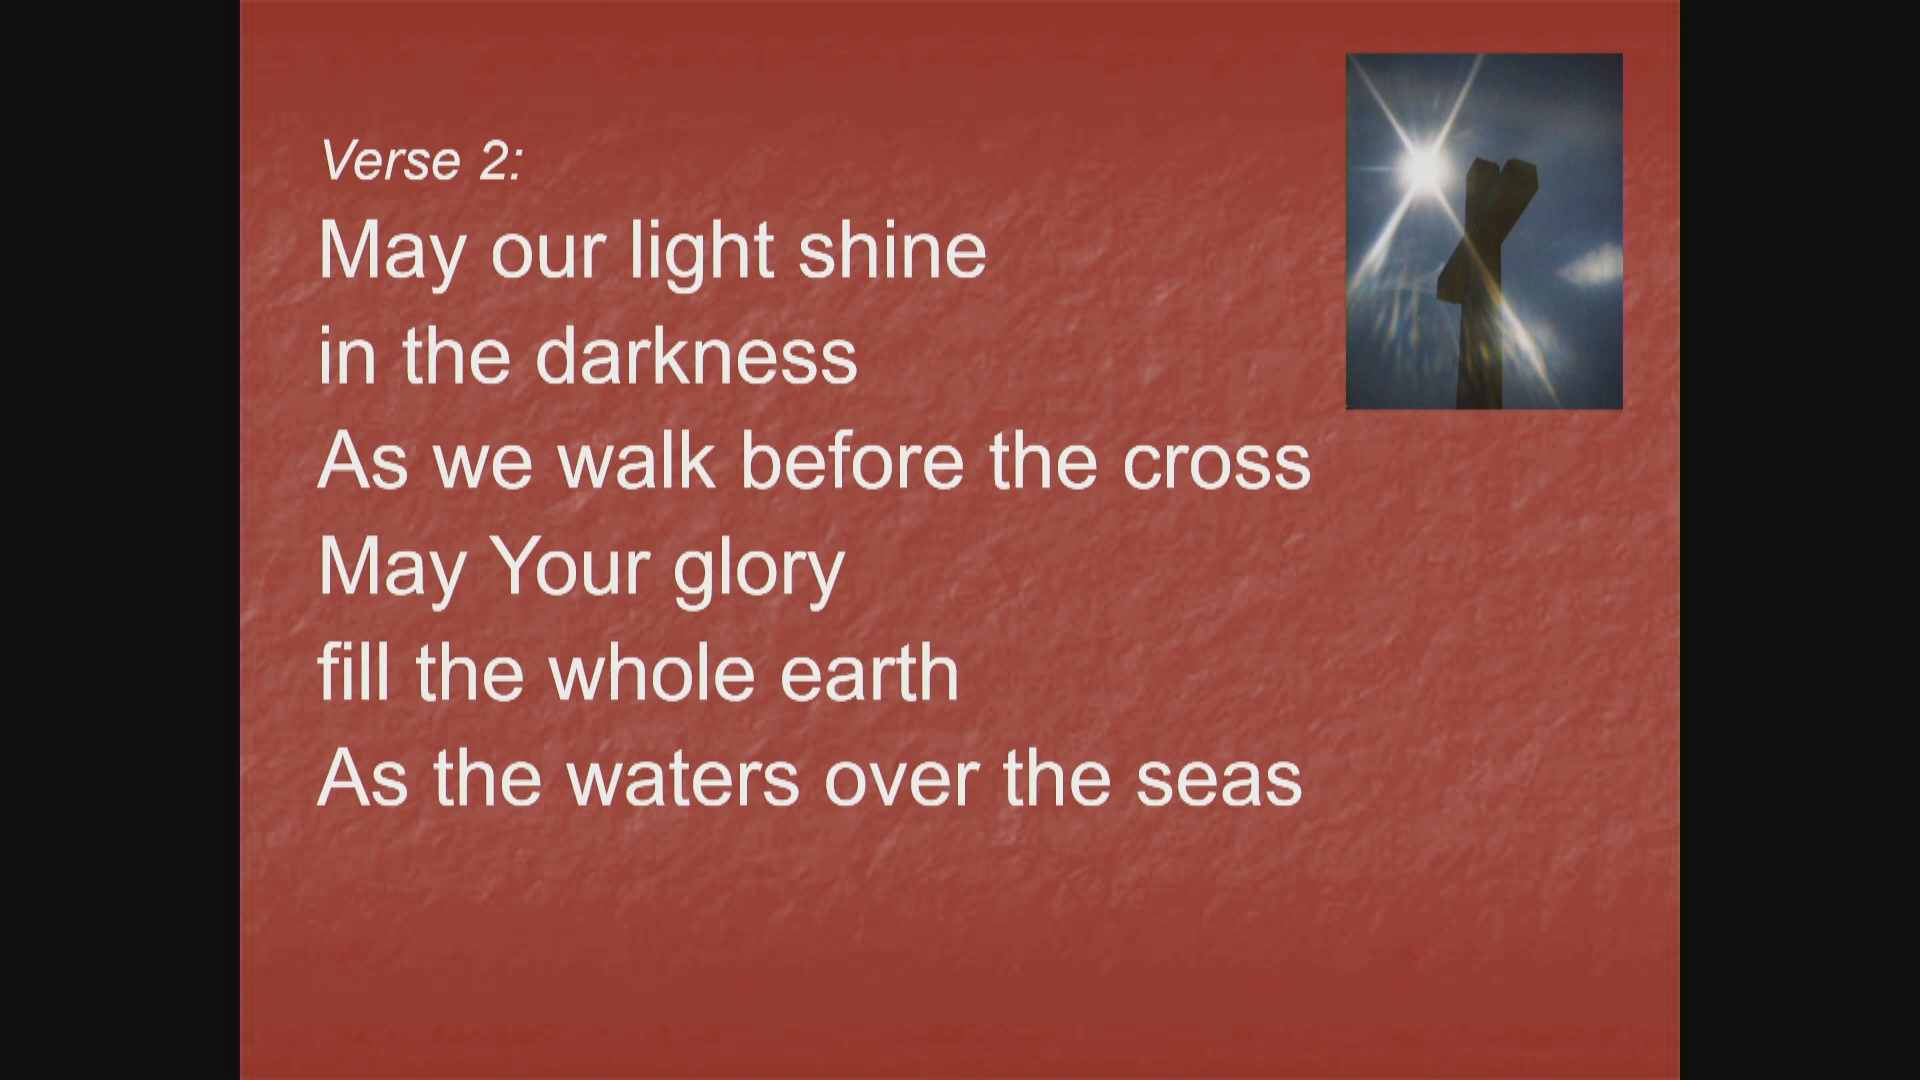 Verse 2:
May our light shine
in the darkness
As we walk before the cross
May Your glory
fill the whole earth
As the waters over the seas